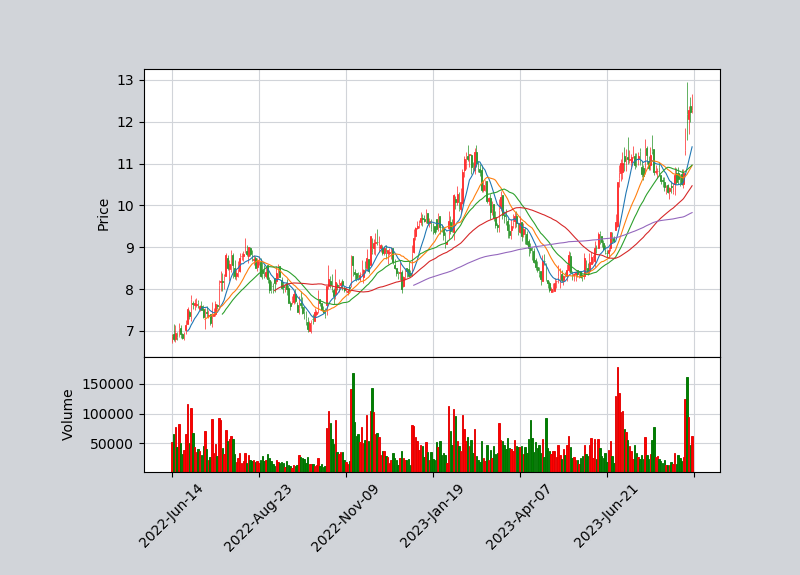 Price
13
12
11
10
9
8
7
Volume
150000
100000
50000
2022-Jun-14
2022-Aug-23
2022-Nov-09
2023-Jan-19
2023-Apr-07
2023-Jun-21